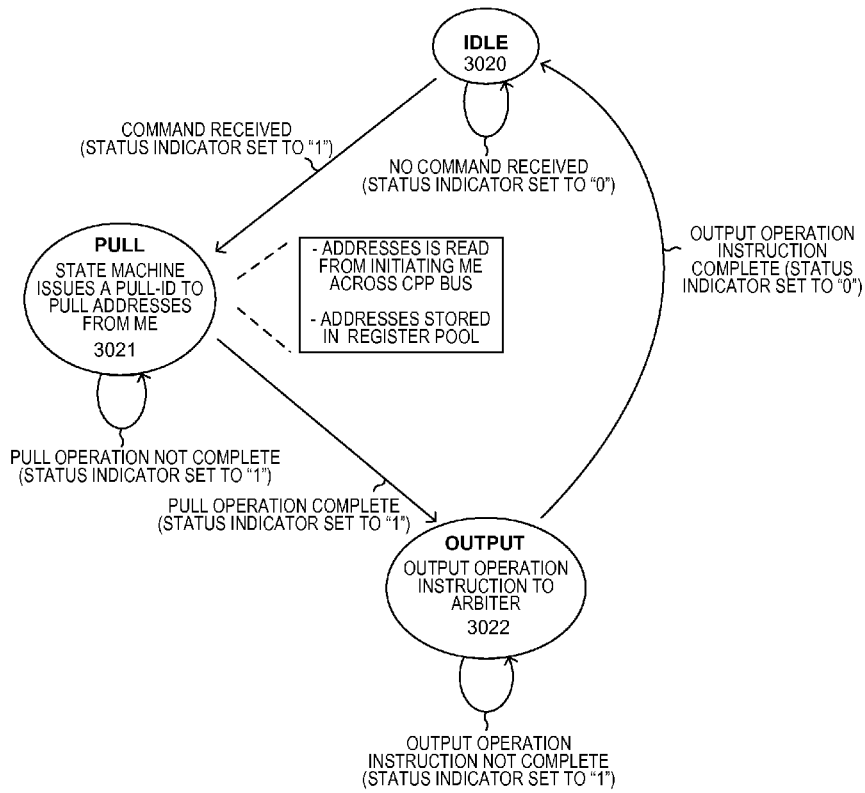 IDLE
3020
COMMAND RECEIVED
(STATUS INDICATOR SET TO “1”)
NO COMMAND RECEIVED
(STATUS INDICATOR SET TO “0”)
PULL
STATE MACHINE
ISSUES A PULL-ID TO
PULL ADDRESSES
FROM ME
3021
- ADDRESSES IS READ
FROM INITIATING ME
ACROSS CPP BUS
- ADDRESSES STORED
IN REGISTER POOL
OUTPUT OPERATION
INSTRUCTION
COMPLETE (STATUS
INDICATOR SET TO “0”)
PULL OPERATION NOT COMPLETE
(STATUS INDICATOR SET TO “1”)
PULL OPERATION COMPLETE
(STATUS INDICATOR SET TO “1”)
OUTPUT
OUTPUT OPERATION
INSTRUCTION TO
ARBITER
3022
OUTPUT OPERATION
INSTRUCTION NOT COMPLETE
(STATUS INDICATOR SET TO “1”)